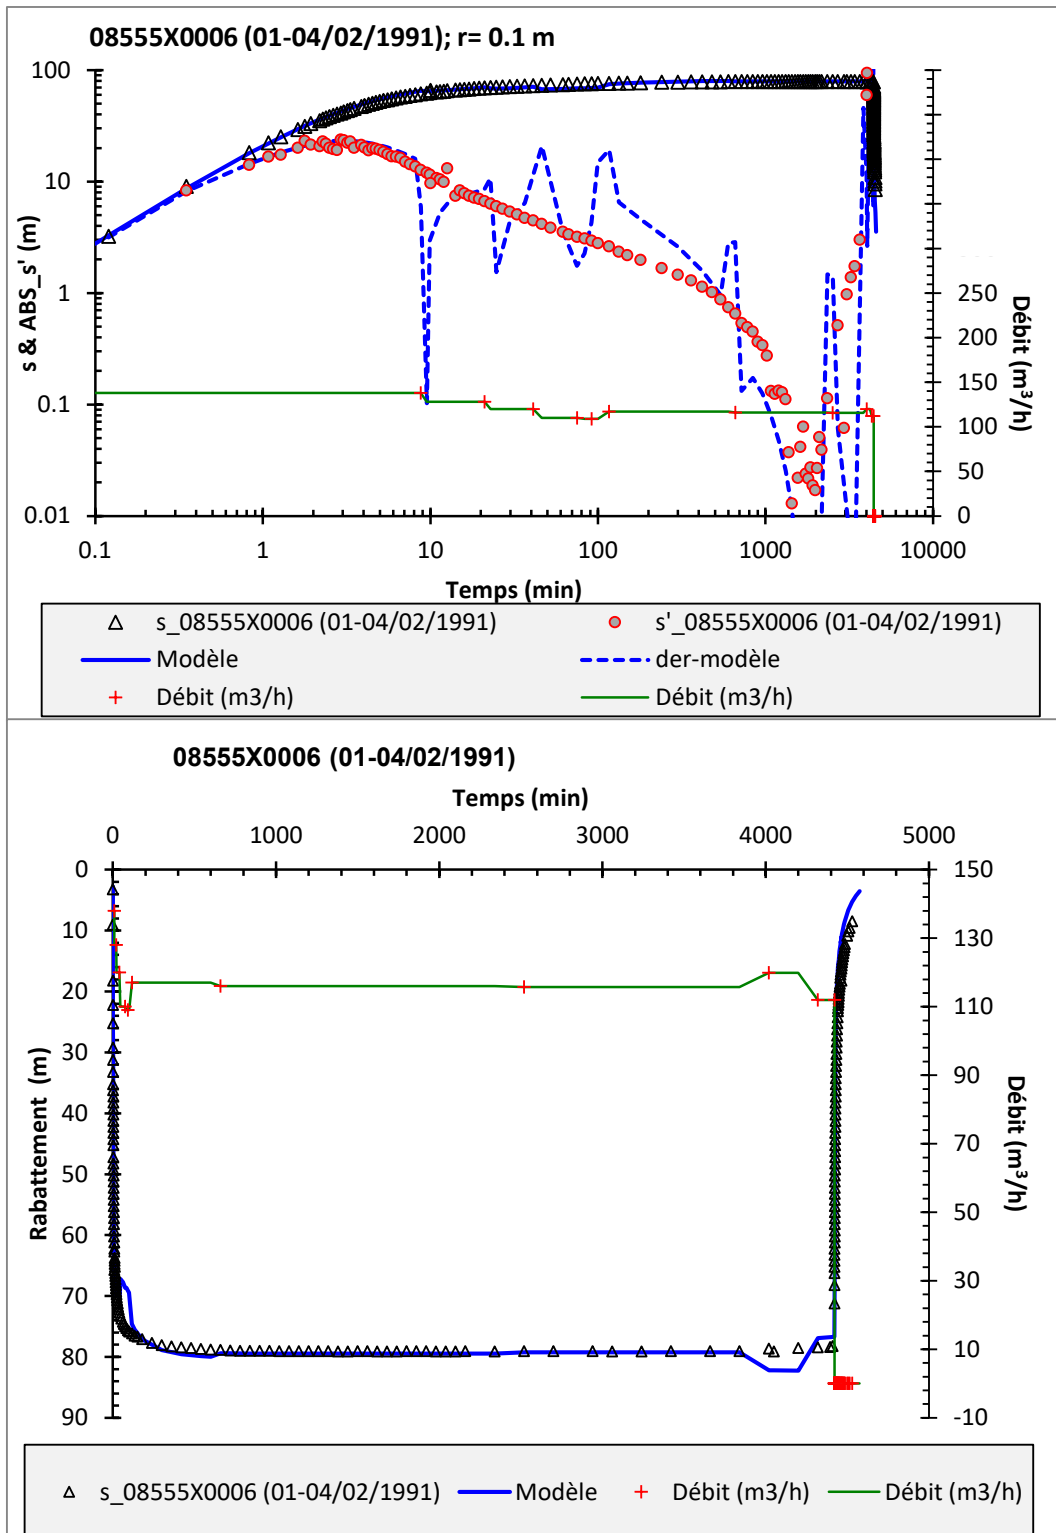 08555X0006 (01-04/02/1991); r= 0.1 m
100
10
1
0.1
0.01
s & ABS_s' (m)
250
200
150
100
50
0
Débit (m³/h)
0.1 1 10 100 1000 10000
Temps (min)
s_08555X0006 (01-04/02/1991) s'_08555X0006 (01-04/02/1991)
Modèle der-modèle
Débit (m3/h) Débit (m3/h)
08555X0006 (01-04/02/1991)
Temps (min)
0 1000 2000 3000 4000 5000
0
10
20
30
40
50
60
70
80
90
Rabattement (m)
150
130
110
90
70
50
30
10
-10
Débit (m³/h)
s_08555X0006 (01-04/02/1991) Modèle Débit (m3/h) Débit (m3/h)